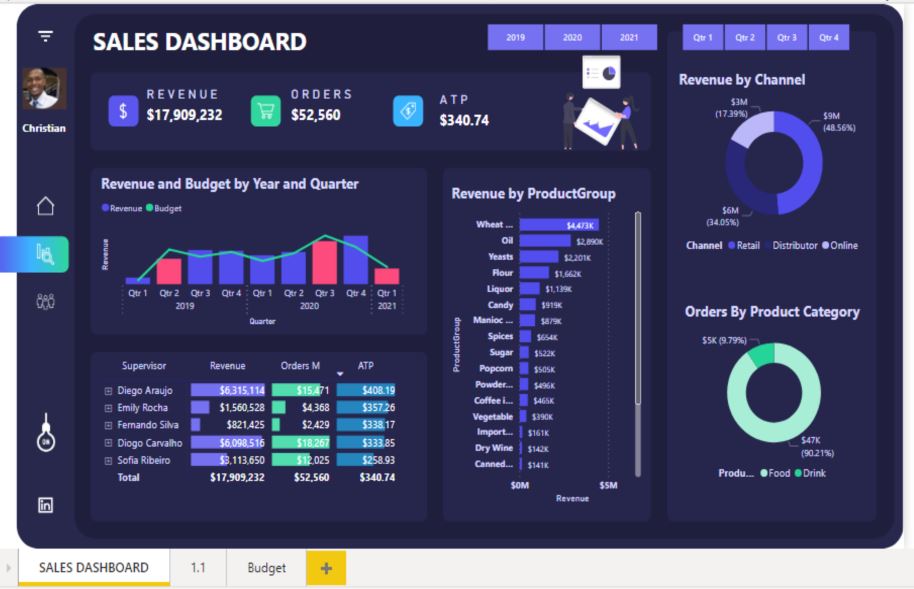 SALES DASHBOARD
2019 2020 2021
Qtr 1 Qtr 2 Qtr 3 Qtr 4
Christian
REVENUE
$17,909,232
ORDERS
$52,560
ATP
$340.74
Revenue and Budget by Year and Quarter
Revenue Budget
Revenue
Qtr 1 Qtr 2 Qtr 3 Qtr 4 Qtr 1 Qtr 2 Qtr 3 Qtr 4 Qtr 1
2019 2020 2021
Quarter
Supervisor Revenue Orders M ATP
Diego Araujo $6,315,114 $15,471 $408.19
Emily Rocha $1,560,528 $4,368 $357.26
Fernando Silva $821,425 $2,429 $338.17
Diogo Carvalho $6,098,516 $18,267 $333.85
Sofia Ribeiro $3,113,650 $12,025 $258.93
Total $17,909,232 $52,560 $340.74
ON
Revenue by ProductGroup
ProductGroup
Wheat ... $4,473K
Oil $2,890K
Yeasts $2,201K
Flour $1,662K
Liquor $1,139K
Candy $919K
Manioc ... $879K
Spices $654K
Sugar $522K
Popcorn $505K
Powder... $496K
Coffee i... $465K
Vegetable $390K
Import... $161K
Dry Wine $142K
Canned... $141K
$0M $5M
Revenue
Revenue by Channel
$3M
(17.39%)
$9M
(48.56%)
$6M
(34.05%)
Channel Retail Distributor Online
Orders By Product Category
$5K (9.79%)
$47K
(90.21%)
Produ... Food Drink
in
SALES DASHBOARD 1.1 Budget +